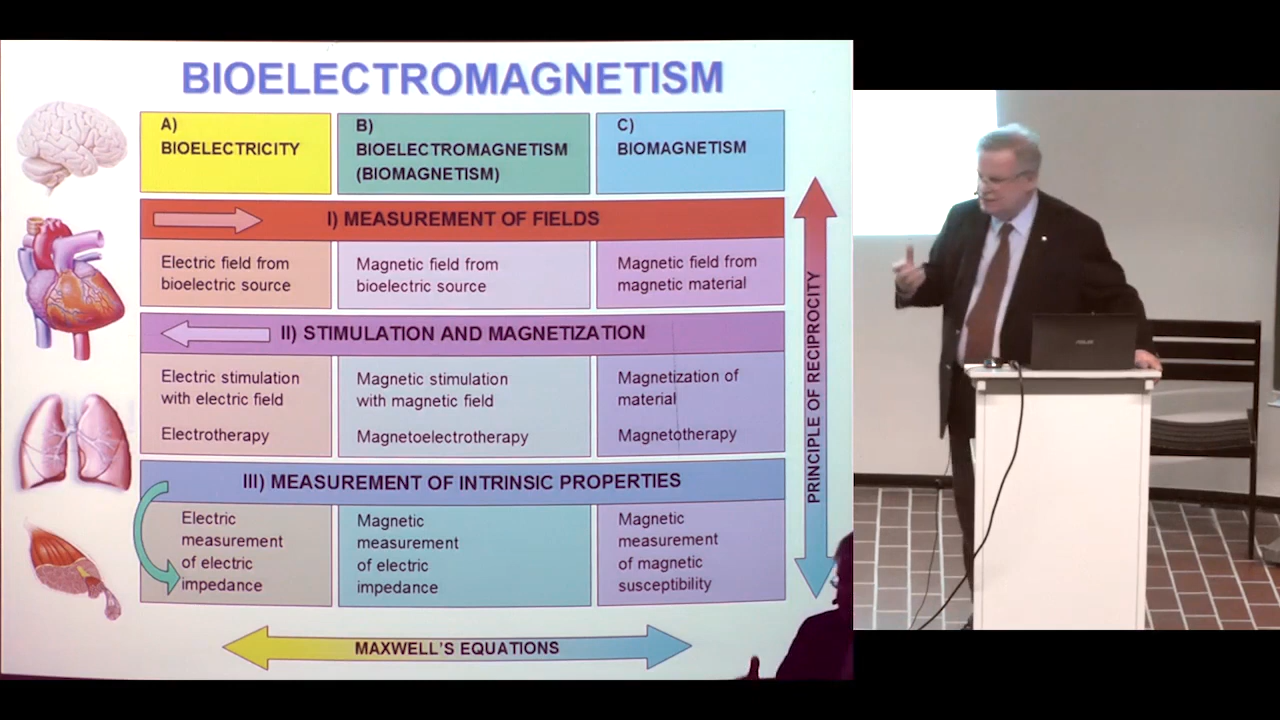 BIOELECTROMAGNETISM
A)
BIOELECTRICITY
B)
BIOELECTROMAGNETISM
(BIOMAGNETISM)
C)
BIOMAGNETISM
I) MEASUREMENT OF FIELDS
Electric field from
bioelectric source
Magnetic field from
bioelectric source
Magnetic field from
magnetic material
II) STIMULATION AND MAGNETIZATION
Electric stimulation
with electric field
Electrotherapy
Magnetic stimulation
with magnetic field
Magnetoelectrotherapy
Magnetization of
material
Magnetotherapy
III) MEASUREMENT OF INTRINSIC PROPERTIES
Electric
measurement
of electric
impedance
Magnetic
measurement
of electric
impedance
Magnetic
measurement
of magnetic
susceptibility
PRINCIPLE OF RECIPROCITY
MAXWELL'S EQUATIONS
ASUS